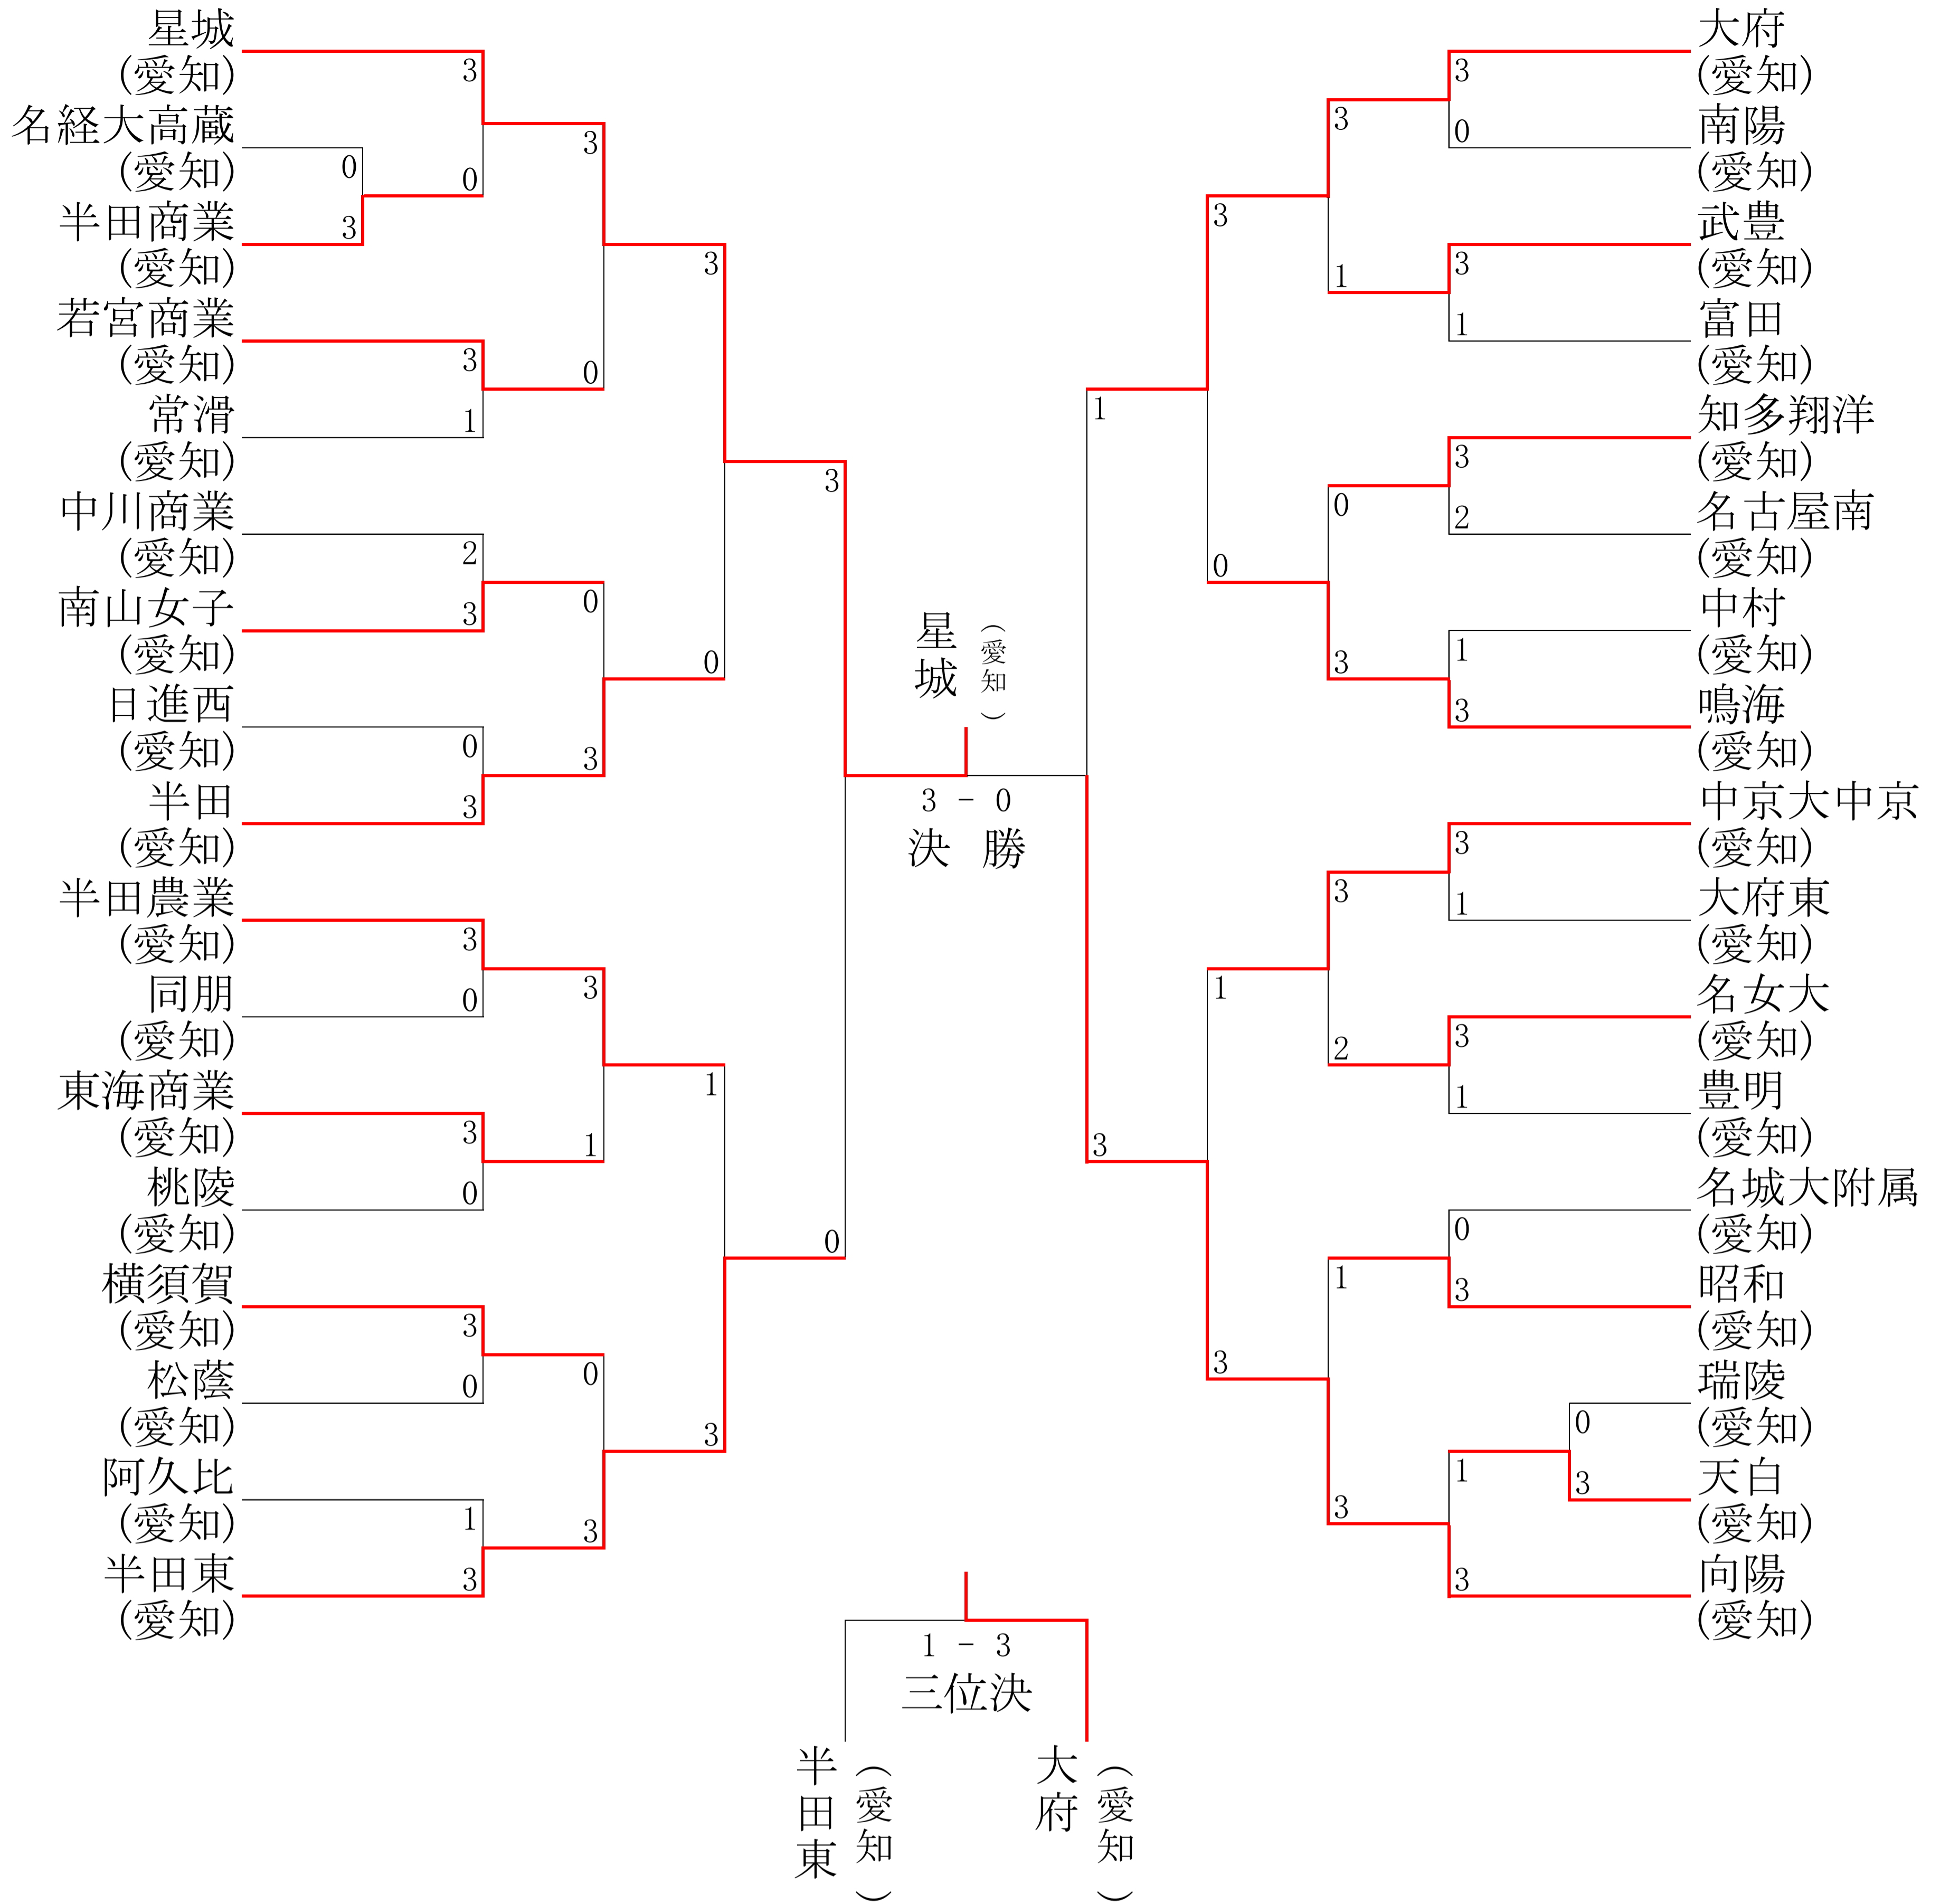 星城
(愛知)
3
名経大高蔵
(愛知)
0
半田商業
(愛知)
3
0
3
若宮商業
(愛知)
3
常滑
(愛知)
1
0
3
中川商業
(愛知)
2
南山女子
(愛知)
3
0
日進西
(愛知)
0
半田
(愛知)
3
3
0
3
半田農業
(愛知)
3
同朋
(愛知)
0
3
東海商業
(愛知)
3
桃陵
(愛知)
0
1
1
横須賀
(愛知)
3
松蔭
(愛知)
0
0
阿久比
(愛知)
1
半田東
(愛知)
3
3
3
0
星城
(愛知)
3 - 0
決 勝
大府
(愛知)
3
南陽
(愛知)
0
3
武豊
(愛知)
3
富田
(愛知)
1
1
3
知多翔洋
(愛知)
3
名古屋南
(愛知)
2
0
中村
(愛知)
1
鳴海
(愛知)
3
3
0
1
中京大中京
(愛知)
3
大府東
(愛知)
1
3
名女大
(愛知)
3
豊明
(愛知)
1
2
1
名城大附属
(愛知)
0
昭和
(愛知)
3
1
瑞陵
(愛知)
0
天白
(愛知)
3
1
向陽
(愛知)
3
3
3
3
1 - 3
三位決
半田東
(愛知)
大府
(愛知)